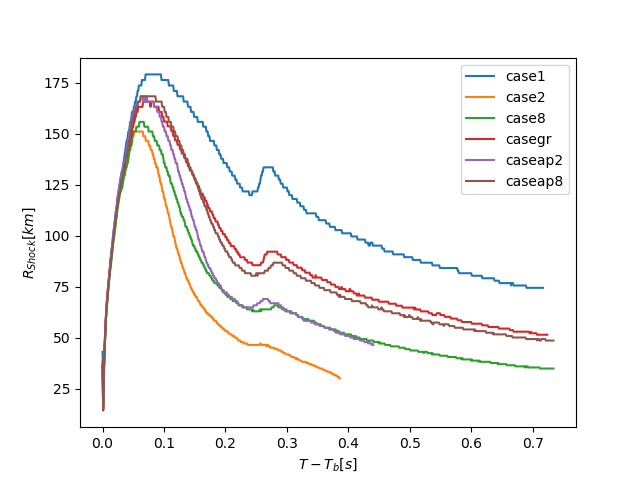 175
150
125
100
75
50
25
R_{Shock}[km]
0.0 0.1 0.2 0.3 0.4 0.5 0.6 0.7
T − T_b[s]
case1
case2
case8
casegr
caseap2
caseap8